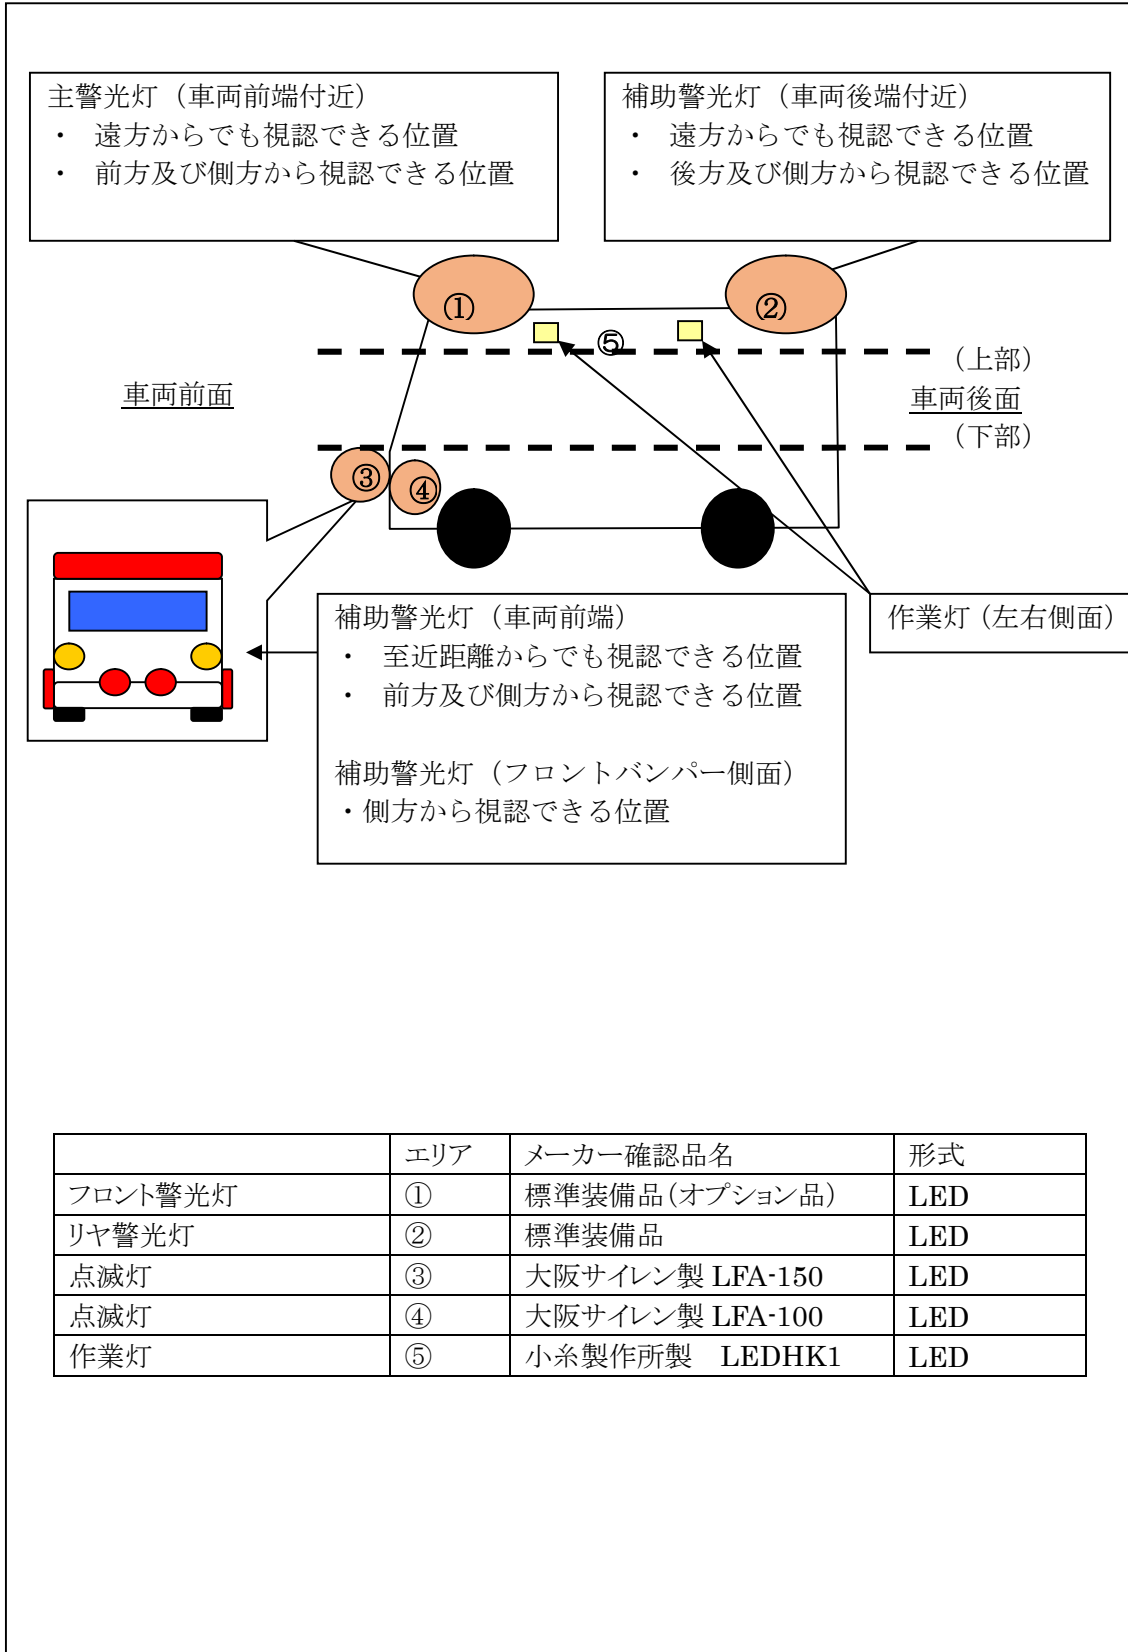 主警光灯（車両前端付近）
・ 遠方からでも視認できる位置
・ 前方及び側方から視認できる位置
補助警光灯（車両後端付近）
・ 遠方からでも視認できる位置
・ 後方及び側方から視認できる位置
①
②
⑤
（上部）
車両前面
車両後面
（下部）
③
④
補助警光灯（車両前端）
・ 至近距離からでも視認できる位置
・ 前方及び側方から視認できる位置
補助警光灯（フロントバンパー側面）
・側方から視認できる位置
作業灯（左右側面）
エリア メーカー確認品名 形式
フロント警光灯 ① 標準装備品（オプション品） LED
リヤ警光灯 ② 標準装備品 LED
点滅灯 ③ 大阪サイレン製 LFA-150 LED
点滅灯 ④ 大阪サイレン製 LFA-100 LED
作業灯 ⑤ 小糸製作所製　LEDHK1 LED